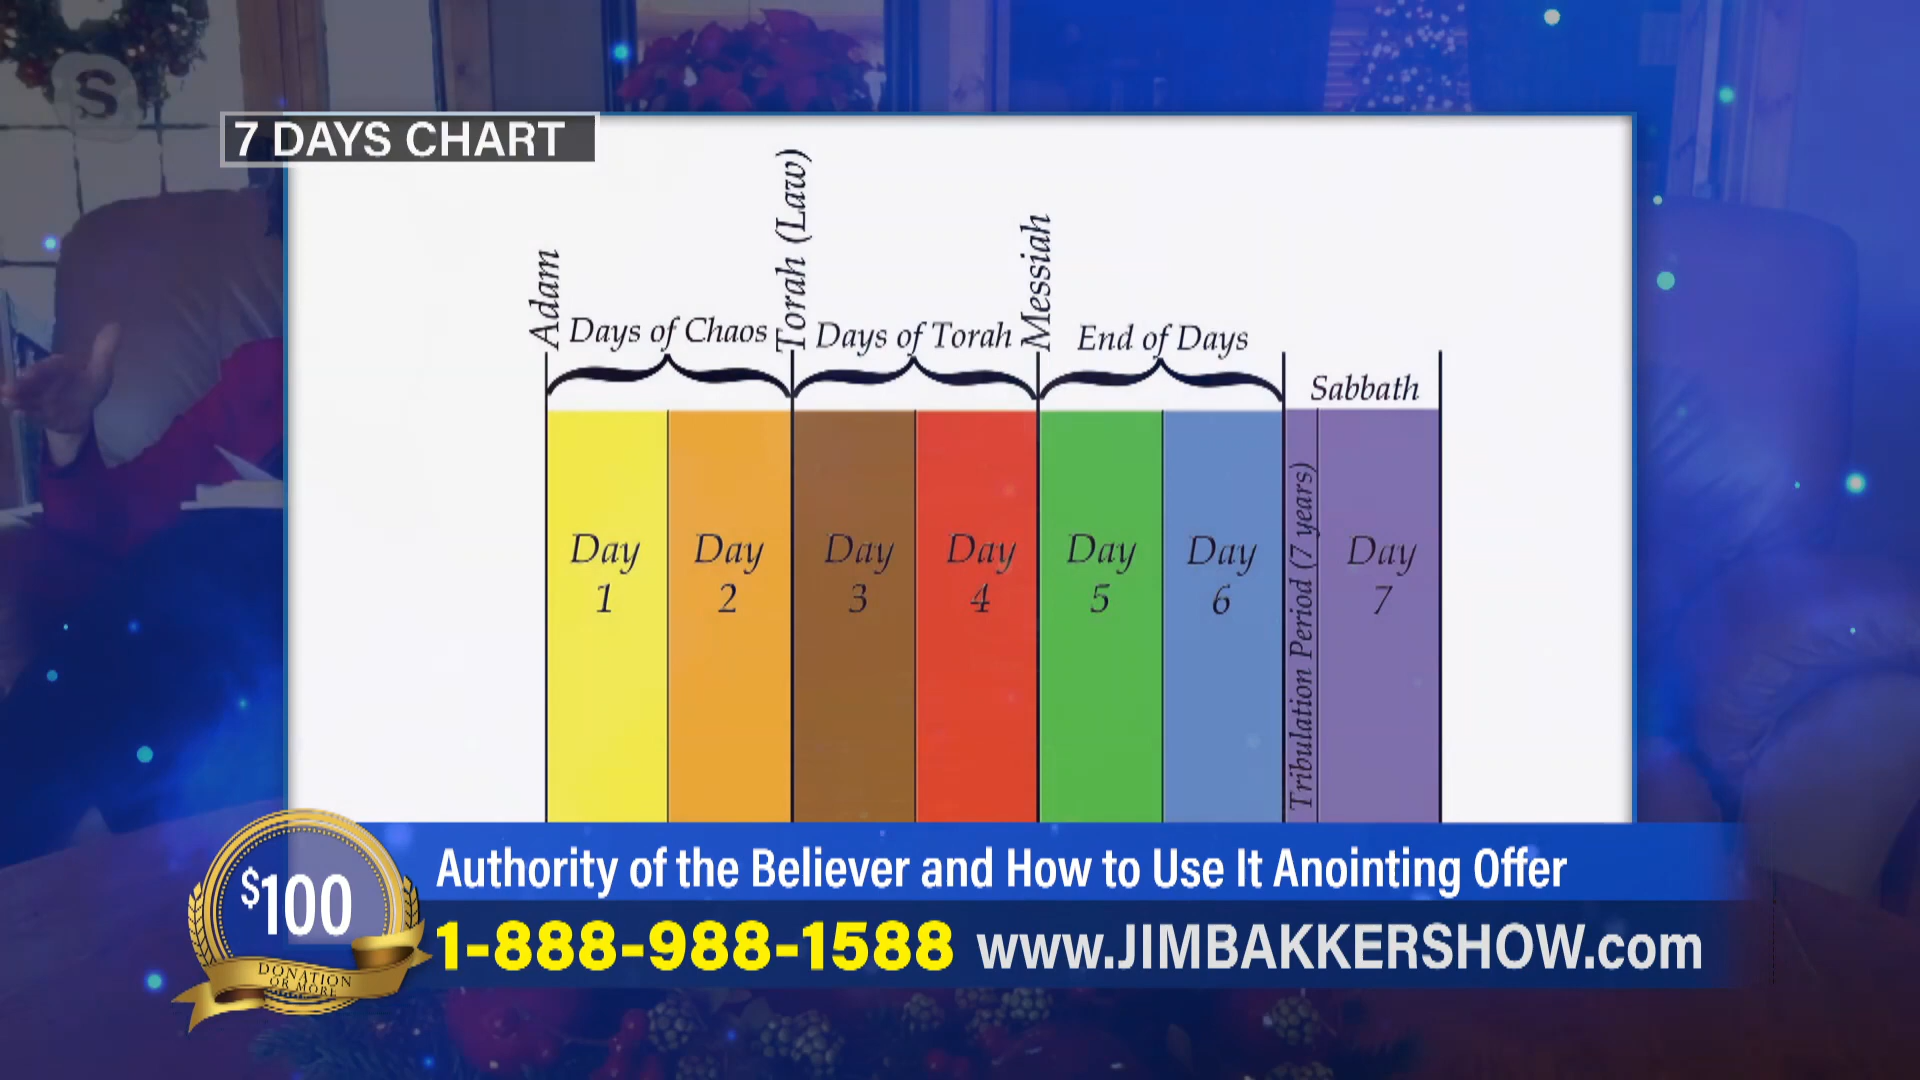 S
7 DAYS CHART
Adam
Days of Chaos
Torah (Law)
Days of Torah
Messiah
End of Days
Sabbath
Day
1
Day
2
Day
3
Day
4
Day
5
Day
6
Tribulation Period (7 years)
Day
7
$100
DONATION
OR MORE
Authority of the Believer and How to Use It Anointing Offer
1-888-988-1588 www.JIMBAKKERSHOW.com